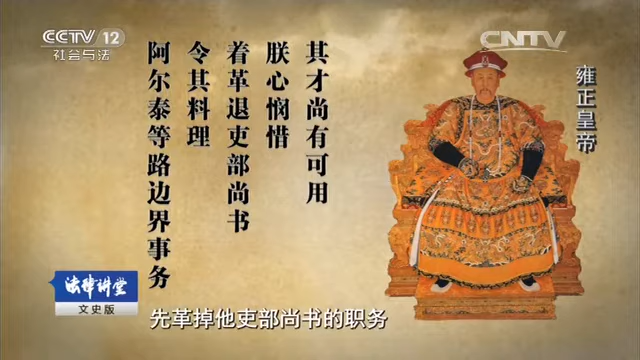 CCTV 12
社会与法
CNTV
其才尚有可用
朕心悯惜
着革退吏部尚书
令其料理
阿尔泰等路边界事务
雍正皇帝
法律讲堂
文史版
先革掉他吏部尚书的职务